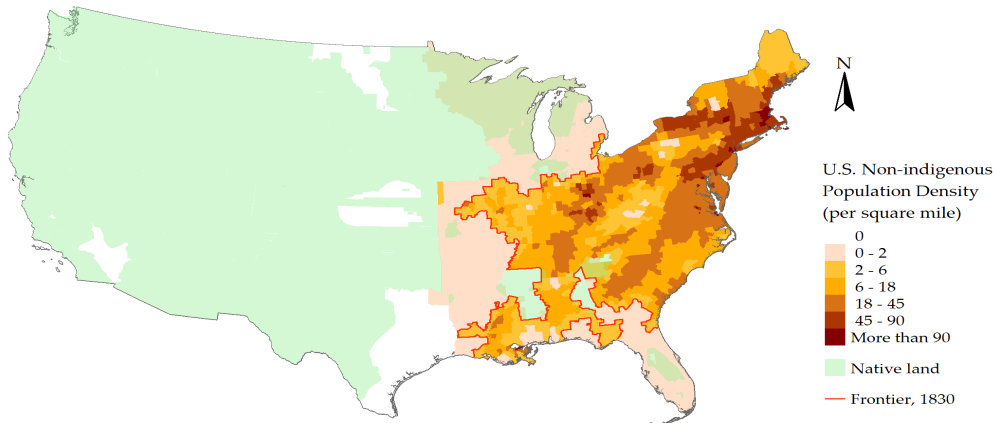 N
U.S. Non-indigenous
Population Density
(per square mile)
0
0 - 2
2 - 6
6 - 18
18 - 45
45 - 90
More than 90
Native land
Frontier, 1830